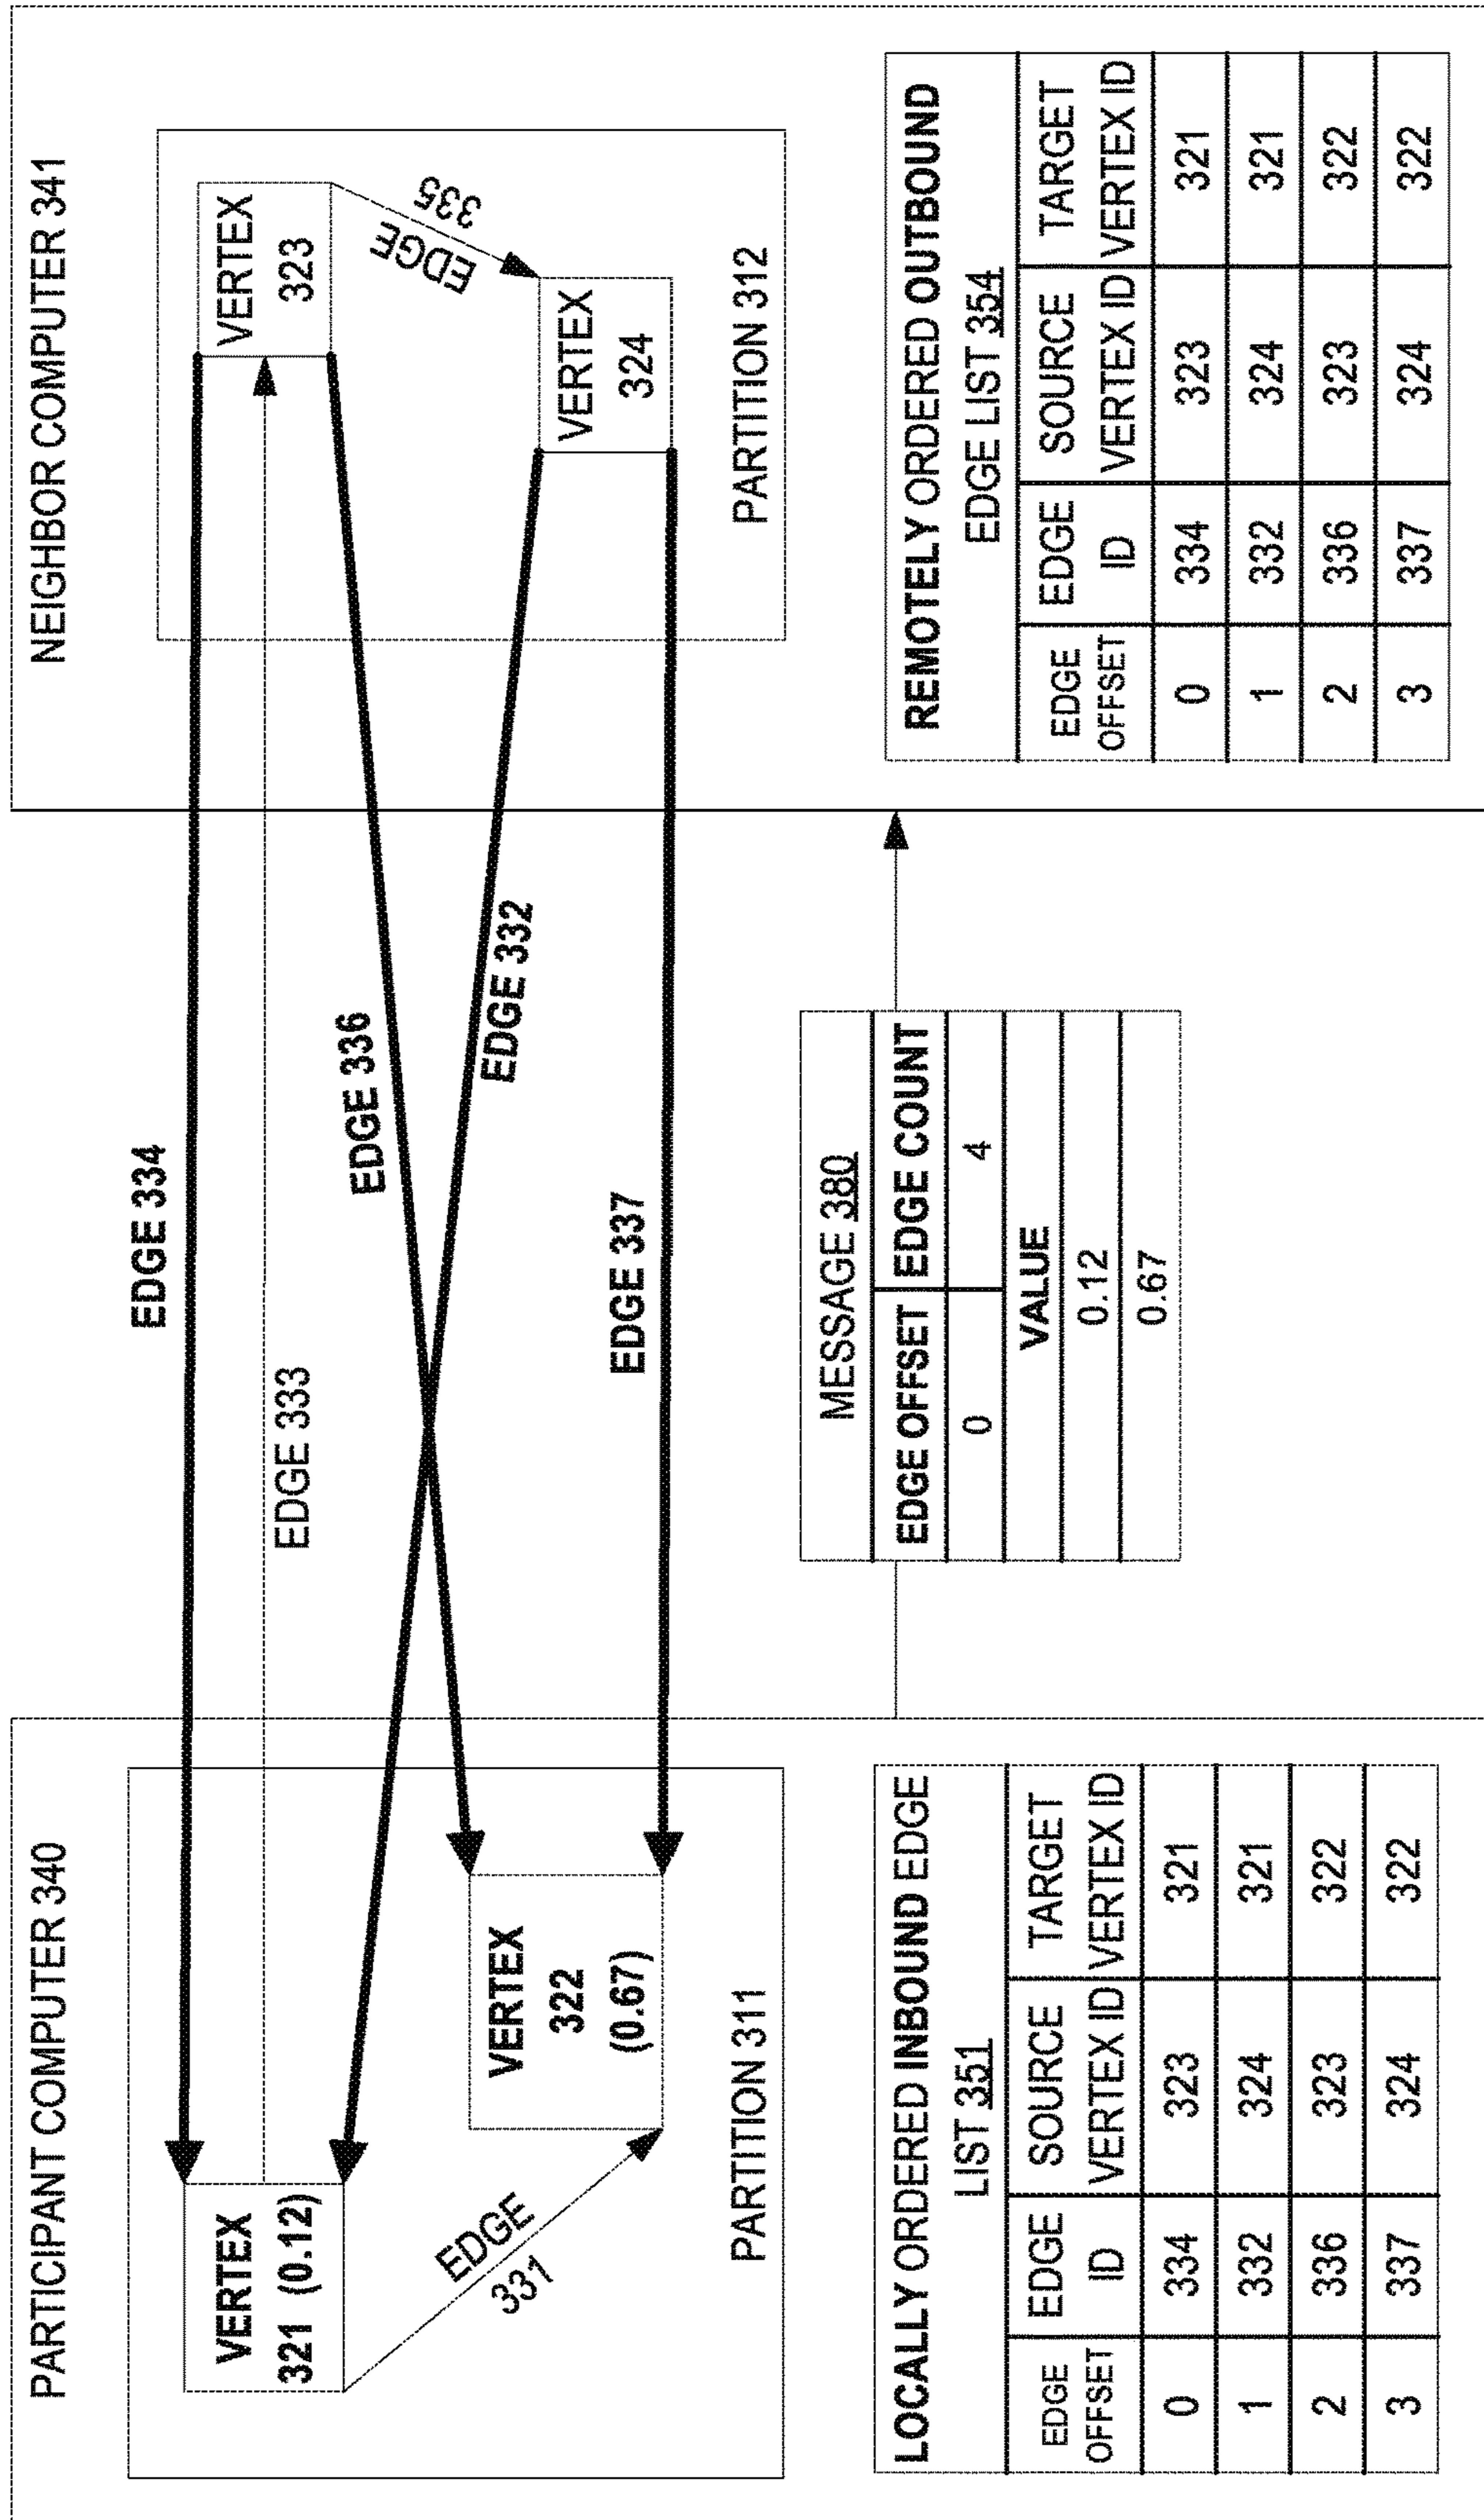 PARTICIPANT COMPUTER 340
VERTEX
321 (0.12)
EDGE
331
VERTEX
322
(0.67)
PARTITION 311
LOCALLY ORDERED INBOUND EDGE
LIST 351
EDGE OFFSET EDGE ID SOURCE VERTEX ID TARGET VERTEX ID
0 334 323 321
1 332 324 321
2 336 323 322
3 337 324 322
EDGE 334
EDGE 333
EDGE 336
EDGE 332
EDGE 337
MESSAGE 380
EDGE OFFSET EDGE COUNT
0 4
VALUE
0.12
0.67
NEIGHBOR COMPUTER 341
VERTEX
323
EDGE
335
VERTEX
324
PARTITION 312
REMOTELY ORDERED OUTBOUND
EDGE LIST 354
EDGE OFFSET EDGE ID SOURCE VERTEX ID TARGET VERTEX ID
0 334 323 321
1 332 324 321
2 336 323 322
3 337 324 322